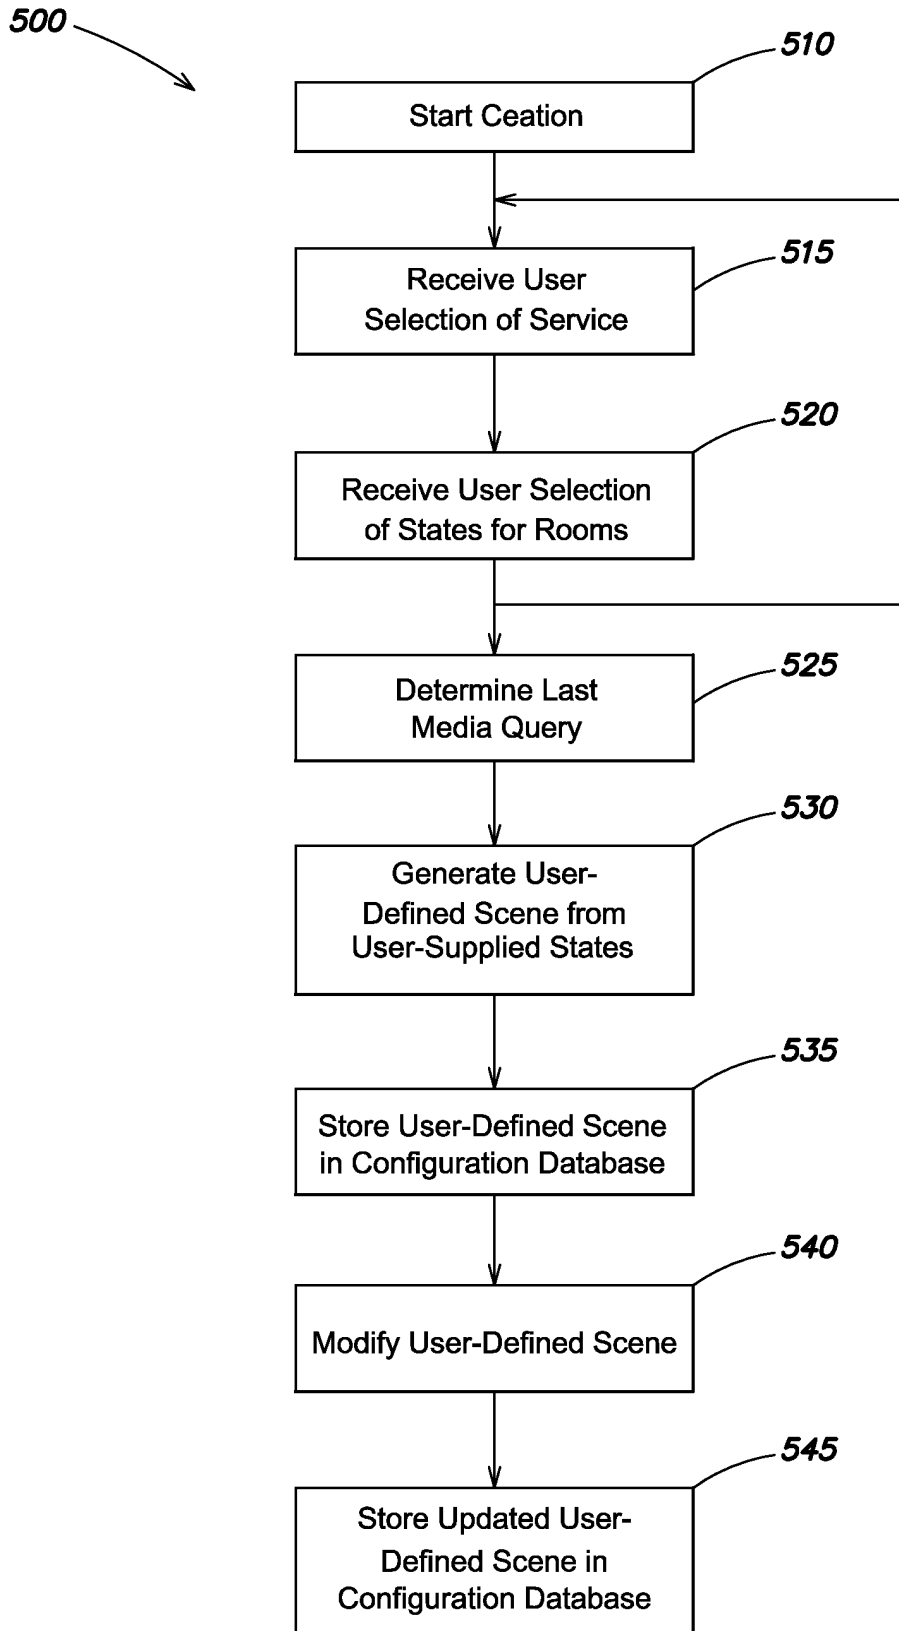 500
510
Start Ceation
515
Receive User
Selection of Service
520
Receive User Selection
of States for Rooms
525
Determine Last
Media Query
530
Generate User-
Defined Scene from
User-Supplied States
535
Store User-Defined Scene
in Configuration Database
540
Modify User-Defined Scene
545
Store Updated User-
Defined Scene in
Configuration Database